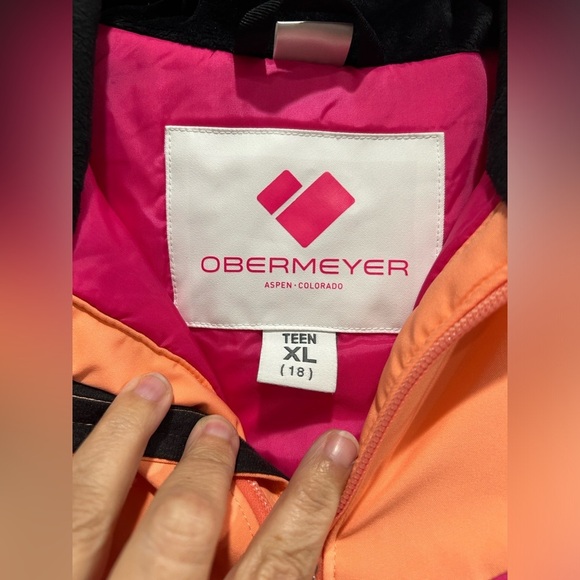 OBERMEYER
ASPEN · COLORADO
TEEN
XL
(18)